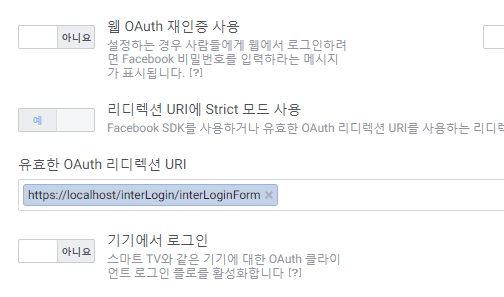 웹 OAuth 재인증 사용
아니요
설정하는 경우 사람들에게 웹에서 로그인하려
면 Facebook 비밀번호를 입력하라는 메시지
가 표시됩니다. [?]
리디렉션 URI에 Strict 모드 사용
예
Facebook SDK를 사용하거나 유효한 OAuth 리디렉션 URI를 사용하는 리디렉
유효한 OAuth 리디렉션 URI
https://localhost/interLogin/interLoginForm ×
기기에서 로그인
아니요
스마트 TV와 같은 기기에 대한 OAuth 클라이
언트 로그인 플로를 활성화합니다 [?]